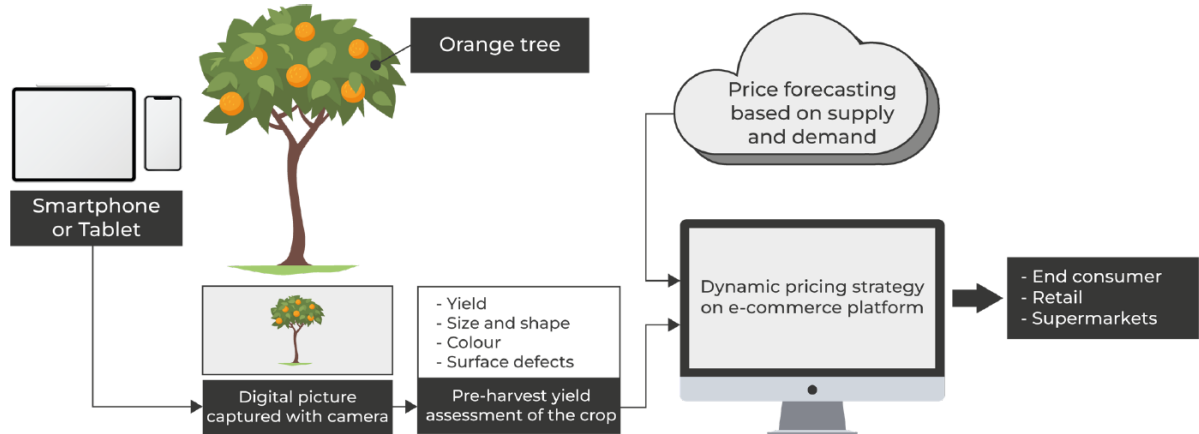 Orange tree
Smartphone
or Tablet
Digital picture
captured with camera
- Yield
- Size and shape
- Colour
- Surface defects
Pre-harvest yield
assessment of the crop
Price forecasting
based on supply
and demand
Dynamic pricing strategy
on e-commerce platform
- End consumer
- Retail
- Supermarkets